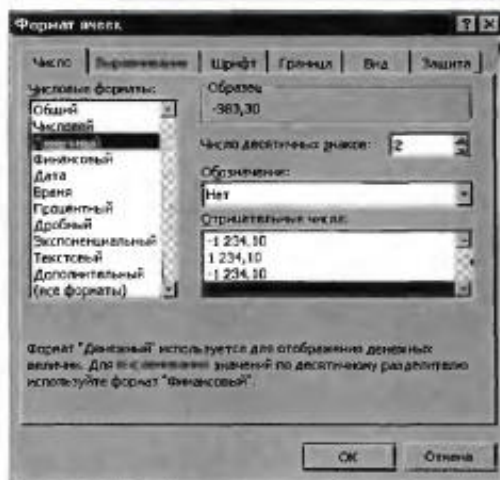 Формат ячеек
Число Шрифт Граница Вид Защита
Числовые форматы:
Образец
-383,30
Общий
Числовой
Финансовый
Дата
Время
Процентный
Дробный
Экспоненциальный
Текстовый
Дополнительный
(все форматы)
Число десятичных знаков: 2
Обозначение:
Нет
Отрицательные числа:
-1 234,10
1 234,10
-1 234,10
Формат "Денежный" используется для отображения денежных
величин. Для значений по десятичному разделителю
используйте формат "Финансовый".
ОК Отмена